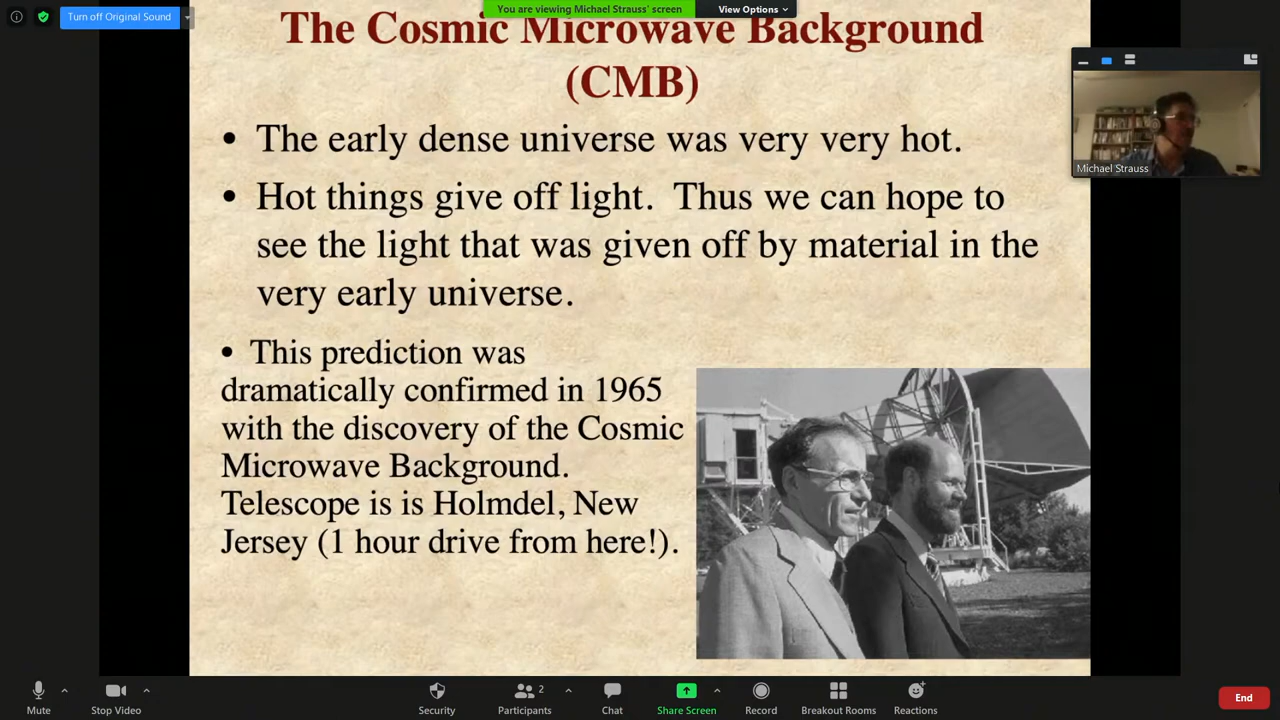 Turn off Original Sound
You are viewing Michael Strauss' screen
View Options
The Cosmic Microwave Background
(CMB)
• The early dense universe was very very hot.
• Hot things give off light. Thus we can hope to
see the light that was given off by material in the
very early universe.
• This prediction was
dramatically confirmed in 1965
with the discovery of the Cosmic
Microwave Background.
Telescope is is Holmdel, New
Jersey (1 hour drive from here!).
Michael Strauss
Mute
Stop Video
Security
2
Participants
Chat
Share Screen
Record
Breakout Rooms
Reactions
End